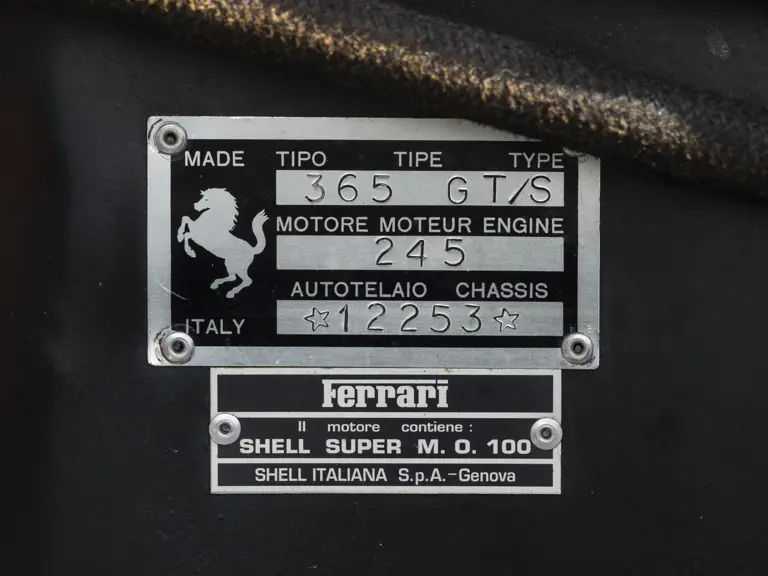 MADE TIPO TIPE TYPE
365 GT/S
MOTORE MOTEUR ENGINE
245
AUTOTELAIO CHASSIS
ITALY ☆12253☆
Ferrari
Il motore contiene :
SHELL SUPER M. O. 100
SHELL ITALIANA S.p.A.–Genova